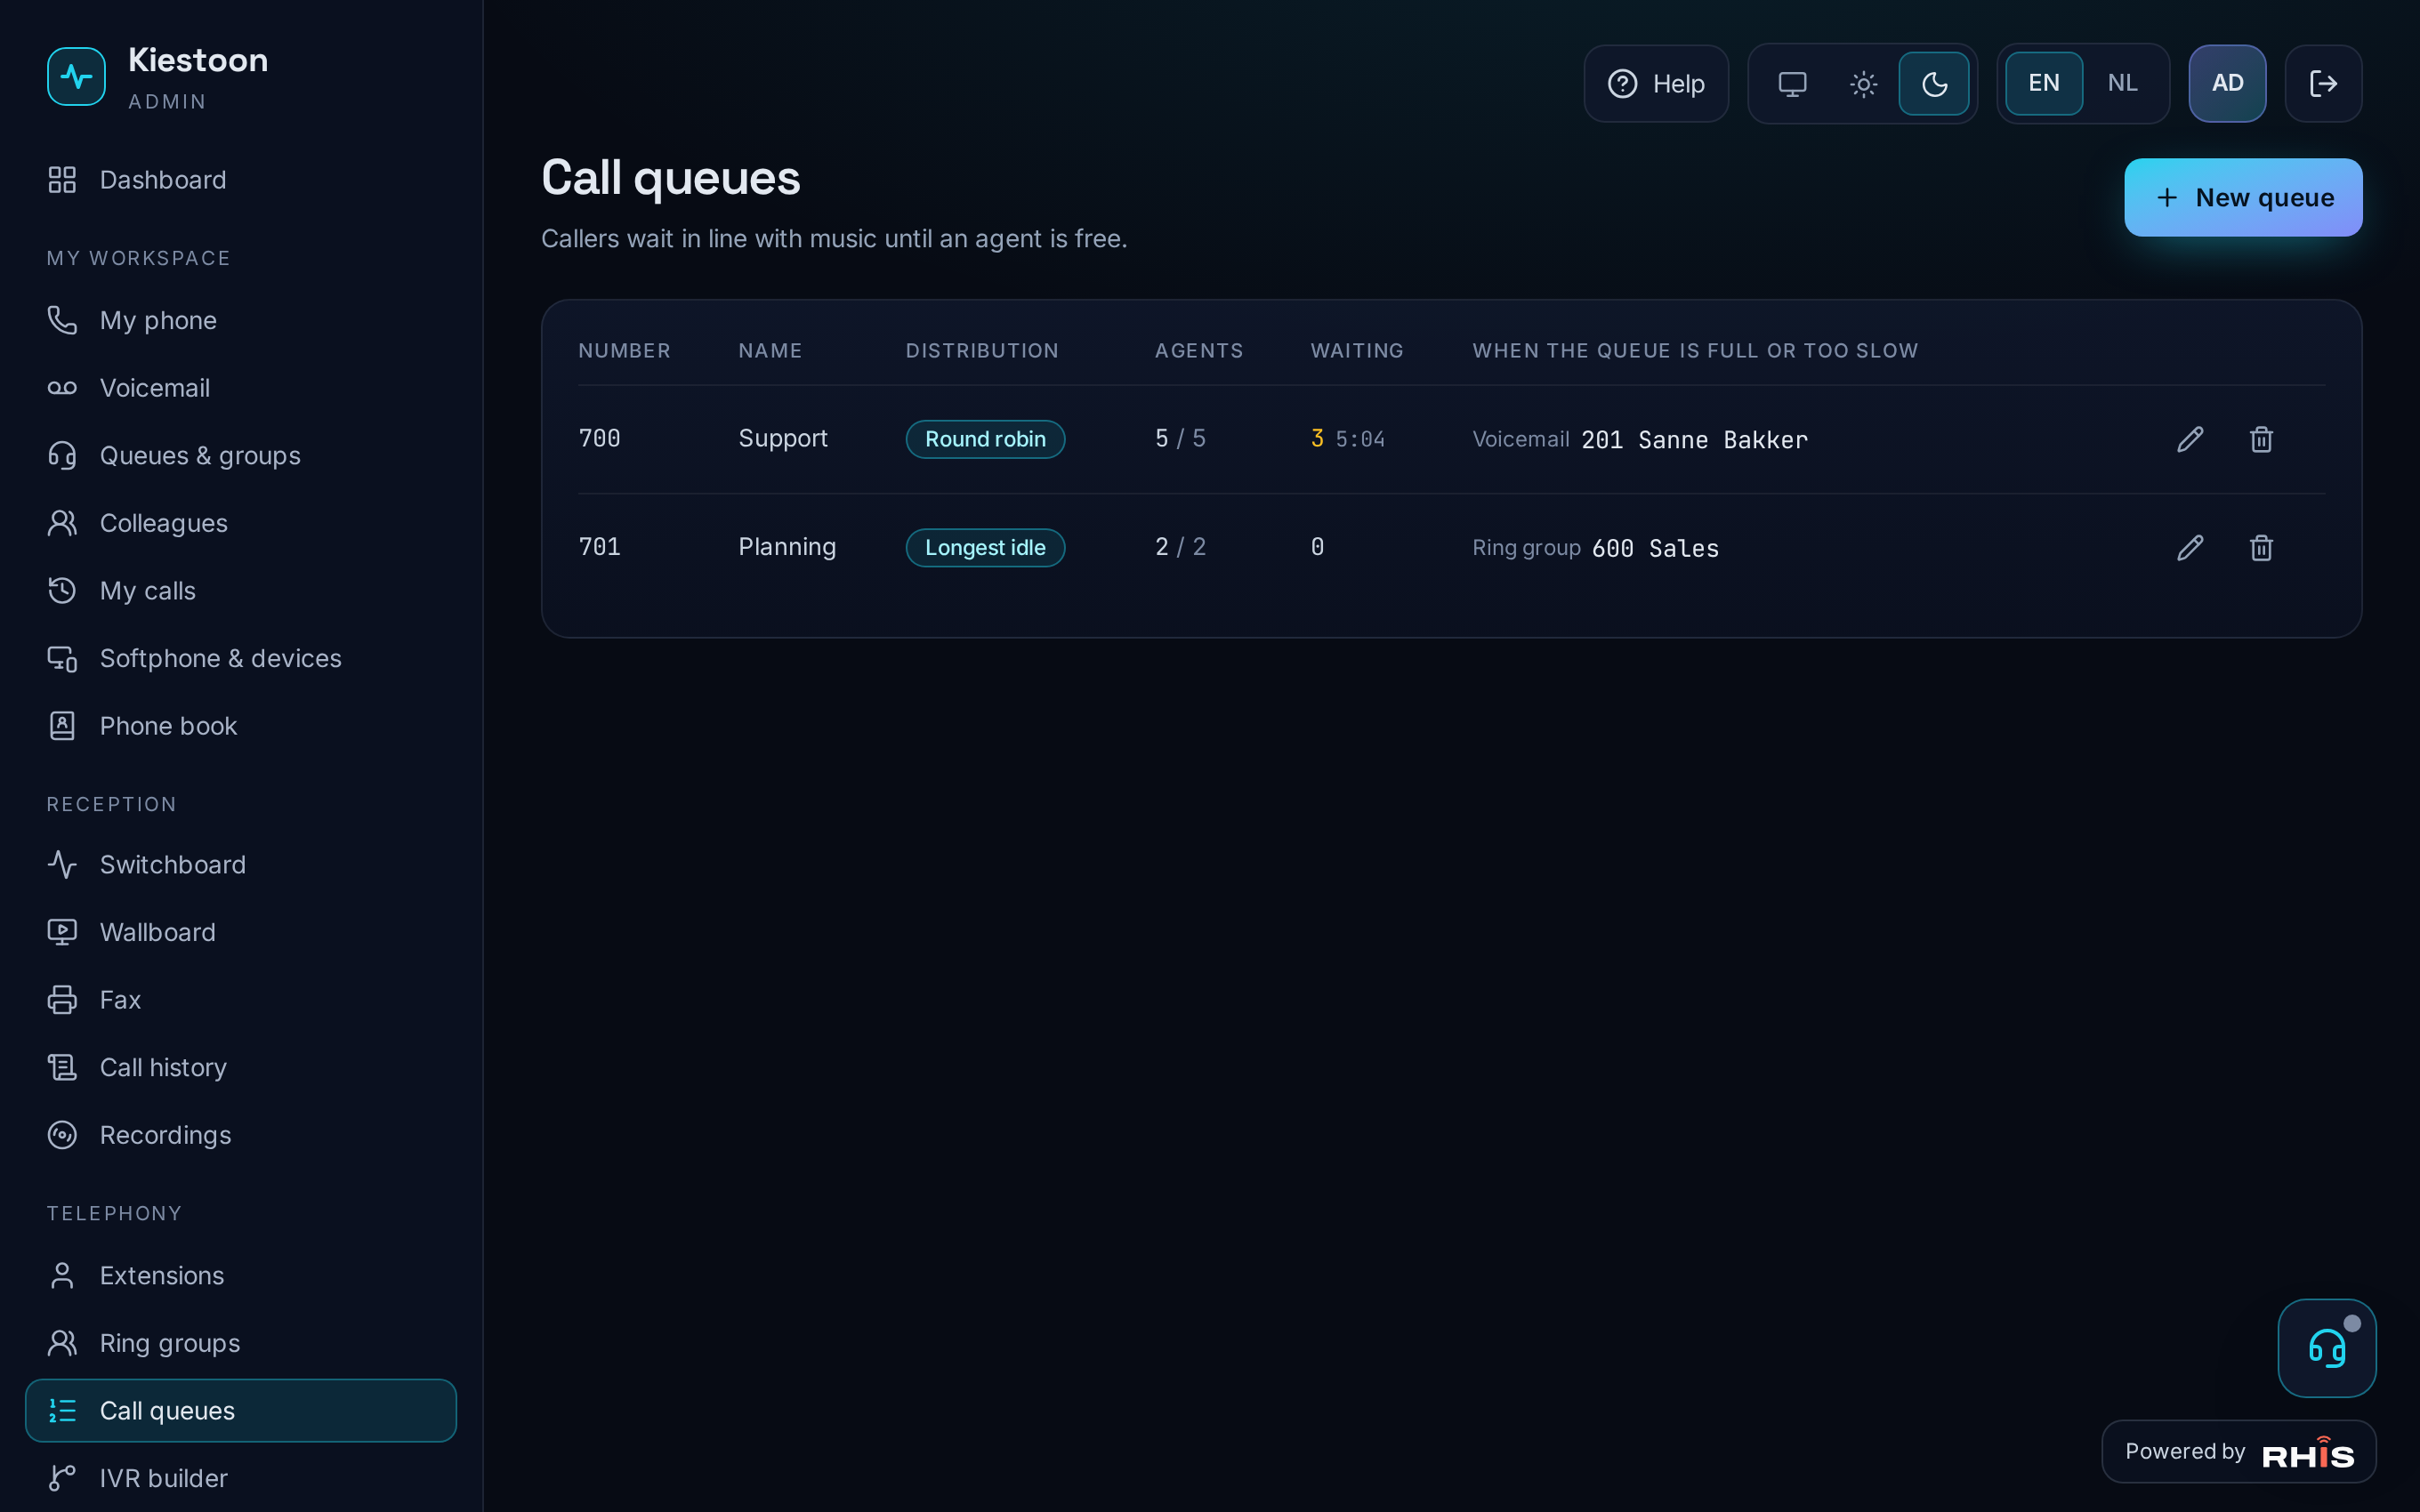 Kiestoon
ADMIN
Dashboard
MY WORKSPACE
My phone
Voicemail
Queues & groups
Colleagues
My calls
Softphone & devices
Phone book
RECEPTION
Switchboard
Wallboard
Fax
Call history
Recordings
TELEPHONY
Extensions
Ring groups
Call queues
IVR builder
Help
EN NL
AD
Call queues
Callers wait in line with music until an agent is free.
New queue
NUMBER NAME DISTRIBUTION AGENTS WAITING WHEN THE QUEUE IS FULL OR TOO SLOW
700 Support Round robin 5 / 5 3 5:04 Voicemail 201 Sanne Bakker
701 Planning Longest idle 2 / 2 0 Ring group 600 Sales
Powered by RHIS